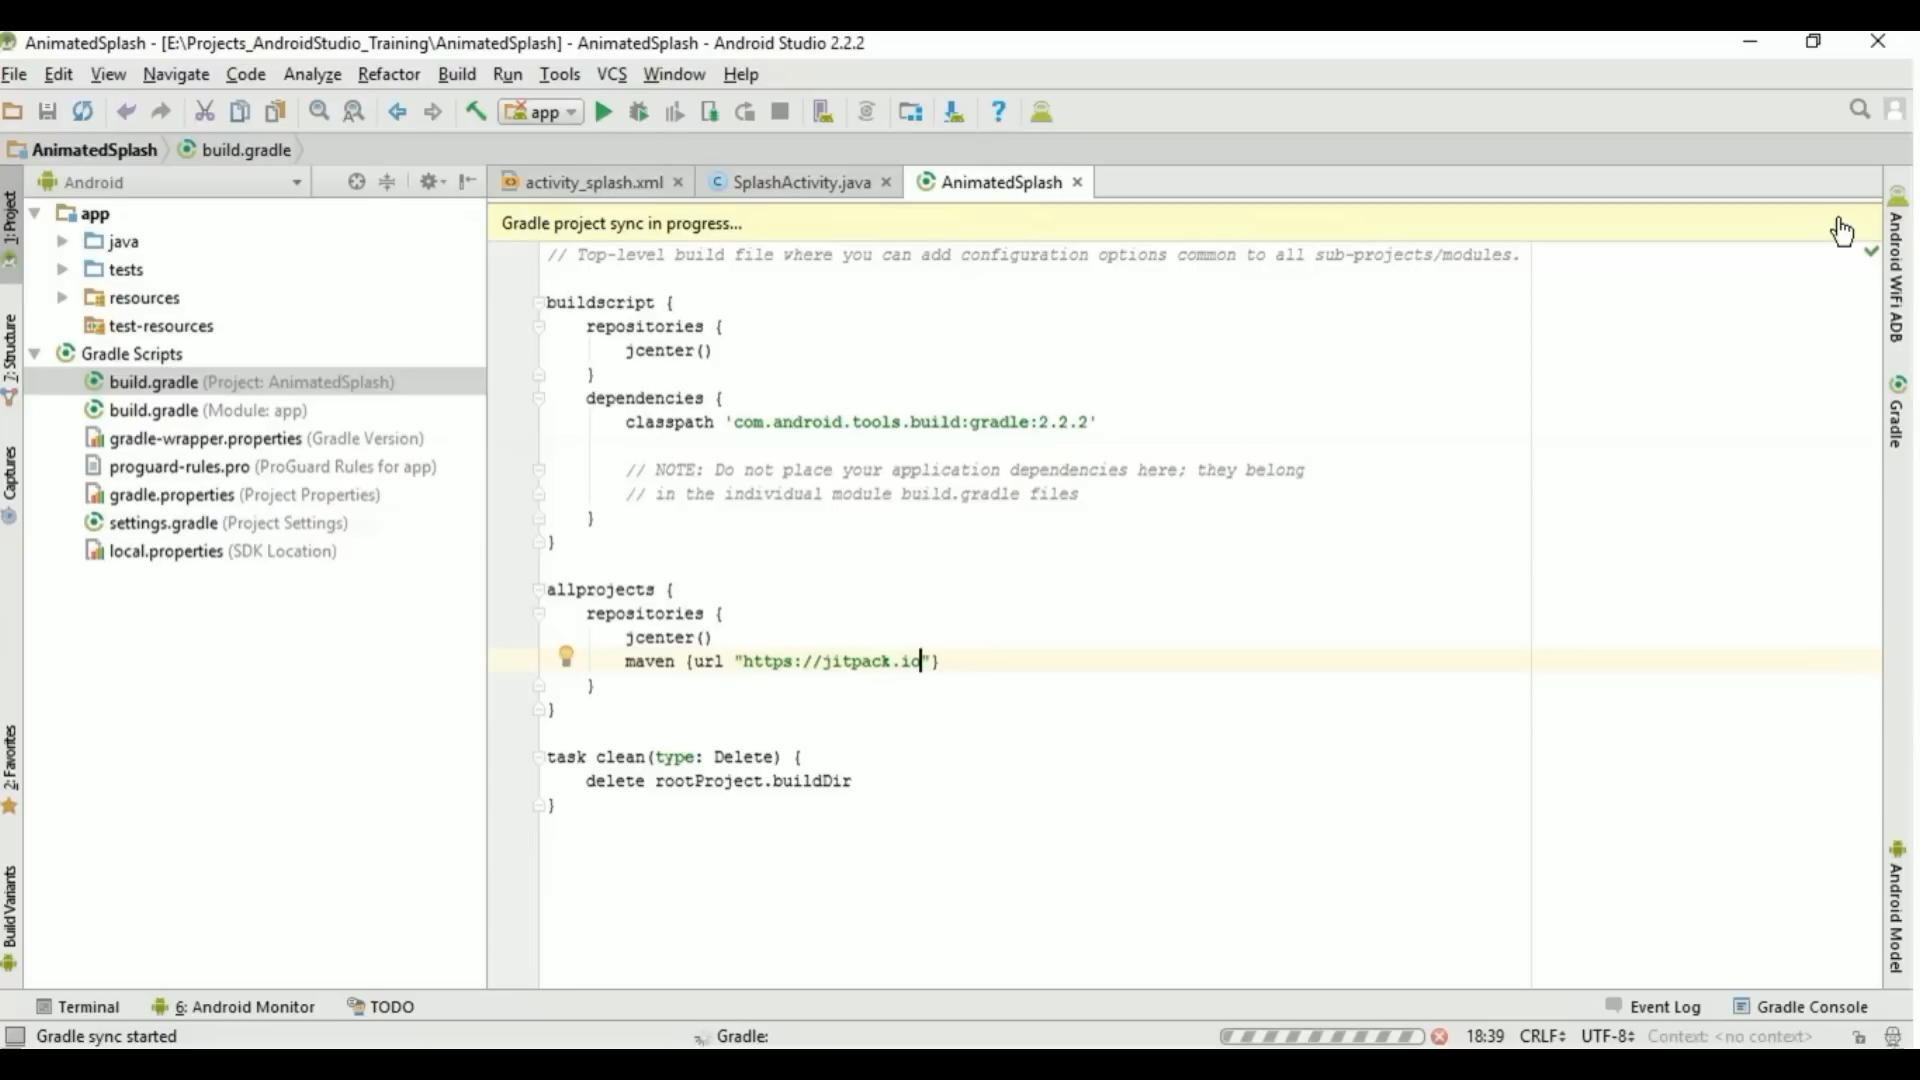 AnimatedSplash - [E:\Projects_AndroidStudio_Training\AnimatedSplash] - AnimatedSplash - Android Studio 2.2.2
File Edit View Navigate Code Analyze Refactor Build Run Tools VCS Window Help
app
AnimatedSplash build.gradle
Android
activity_splash.xml SplashActivity.java AnimatedSplash
1: Project
7: Structure
Captures
2: Favorites
Build Variants
app
java
tests
resources
test-resources
Gradle Scripts
build.gradle (Project: AnimatedSplash)
build.gradle (Module: app)
gradle-wrapper.properties (Gradle Version)
proguard-rules.pro (ProGuard Rules for app)
gradle.properties (Project Properties)
settings.gradle (Project Settings)
local.properties (SDK Location)
Gradle project sync in progress...
// Top-level build file where you can add configuration options common to all sub-projects/modules.
buildscript {
repositories {
jcenter()
}
dependencies {
classpath 'com.android.tools.build:gradle:2.2.2'
// NOTE: Do not place your application dependencies here; they belong
// in the individual module build.gradle files
}
}
allprojects {
repositories {
jcenter()
maven {url "https://jitpack.io"}
}
}
task clean(type: Delete) {
delete rootProject.buildDir
}
Android WiFi ADB
Gradle
Android Model
Terminal 6: Android Monitor TODO Event Log Gradle Console
Gradle sync started Gradle: 18:39 CRLF UTF-8 Context: <no context>